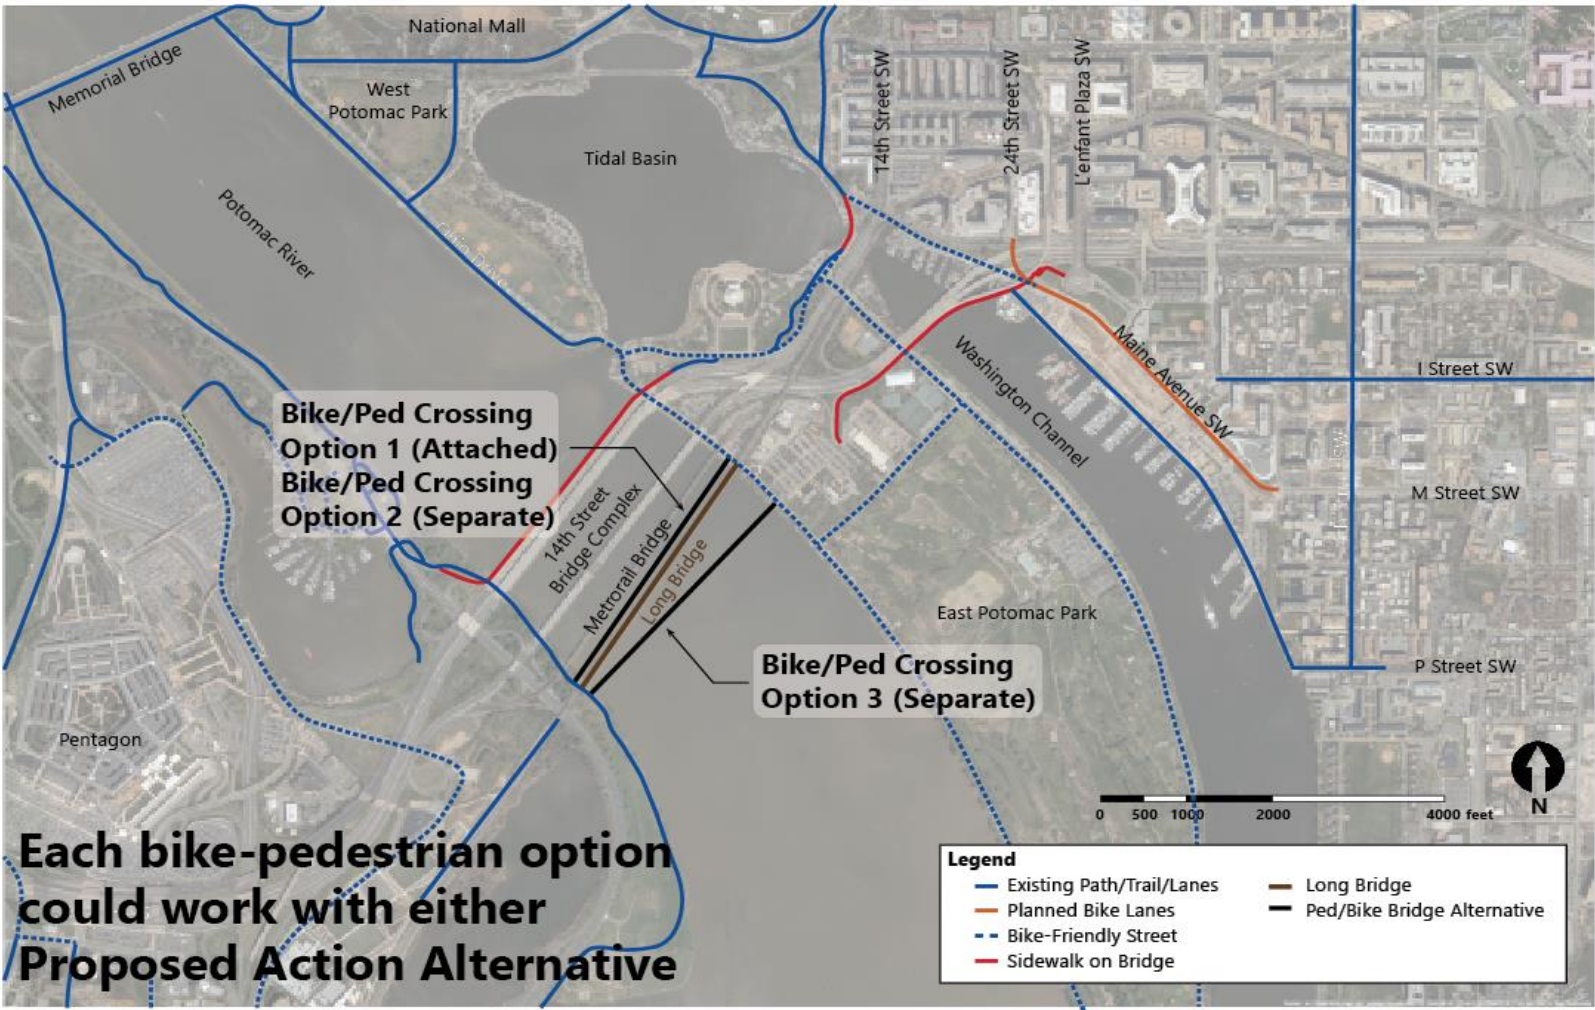 National Mall
Memorial Bridge
West
Potomac Park
Tidal Basin
14th Street SW
24th Street SW
L'enfant Plaza SW
Potomac River
Ohio Drive
Maine Avenue SW
Washington Channel
I Street SW
M Street SW
P Street SW
Bike/Ped Crossing
Option 1 (Attached)
Bike/Ped Crossing
Option 2 (Separate)
14th Street
Bridge Complex
Metrorail Bridge
Long Bridge
East Potomac Park
Bike/Ped Crossing
Option 3 (Separate)
Pentagon
N
0 500 1000 2000 4000 feet
Each bike-pedestrian option
could work with either
Proposed Action Alternative
Legend
Existing Path/Trail/Lanes
Planned Bike Lanes
Bike-Friendly Street
Sidewalk on Bridge
Long Bridge
Ped/Bike Bridge Alternative